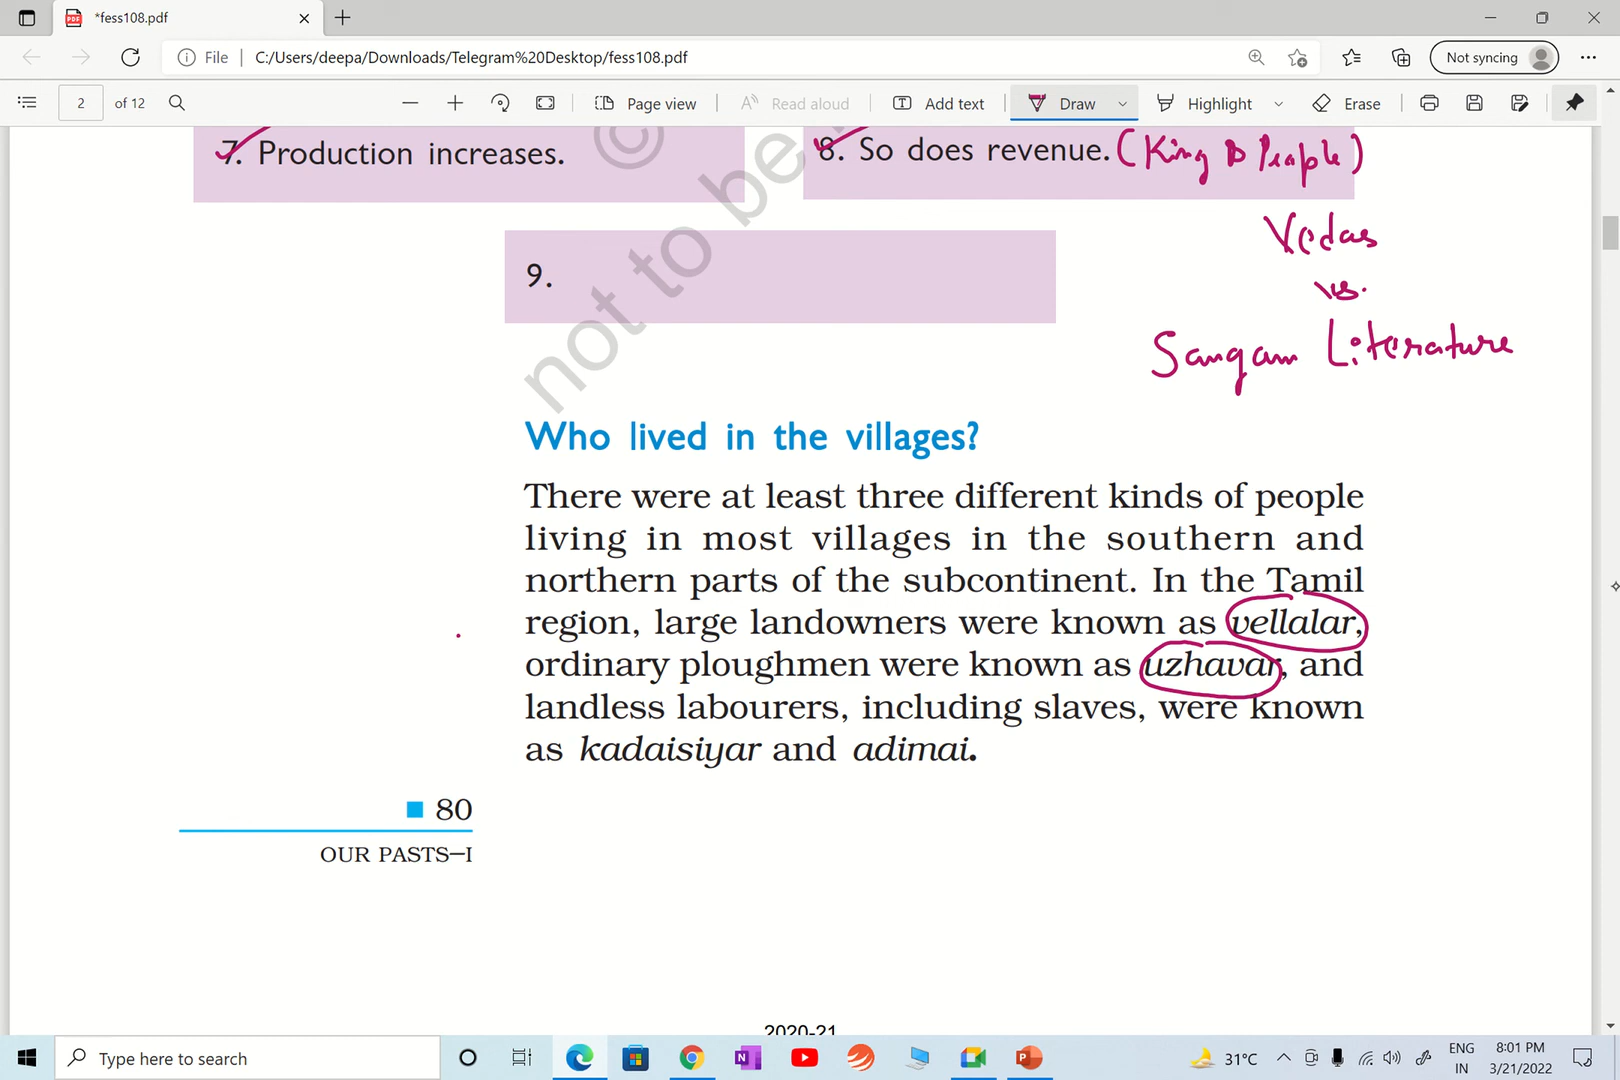 *fess108.pdf
File
C:/Users/deepa/Downloads/Telegram%20Desktop/fess108.pdf
Not syncing
2 of 12
Page view
Read aloud
Add text
Draw
Highlight
Erase
7. Production increases.
8. So does revenue. (King & People)
Vedas
vs.
Sangam Literature
9.
© not to be
Who lived in the villages?
There were at least three different kinds of people
living in most villages in the southern and
northern parts of the subcontinent. In the Tamil
region, large landowners were known as vellalar,
ordinary ploughmen were known as uzhavar, and
landless labourers, including slaves, were known
as kadaisiyar and adimai.
80
OUR PASTS—I
2020-21
Type here to search
31°C
ENG
IN
8:01 PM
3/21/2022